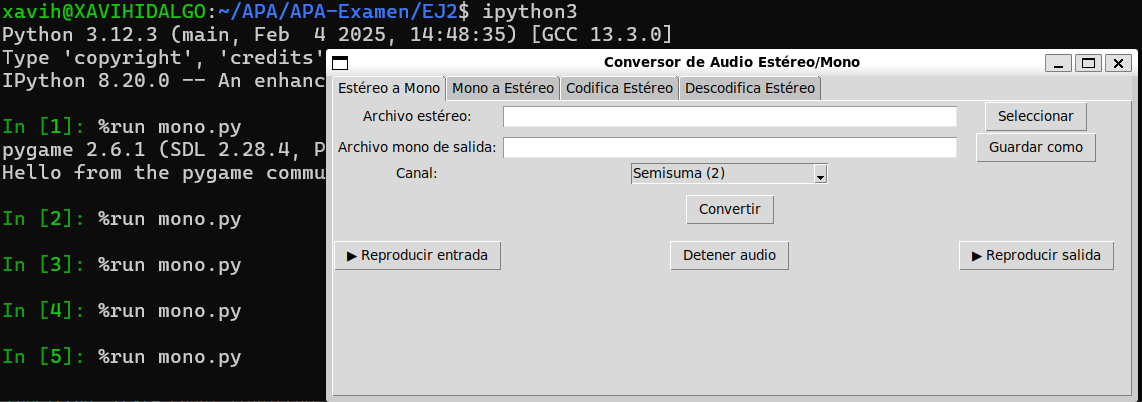 xavih@XAVIHIDALGO:~/APA/APA-Examen/EJ2$ ipython3
Python 3.12.3 (main, Feb  4 2025, 14:48:35) [GCC 13.3.0]
Type 'copyright', 'credits'
IPython 8.20.0 -- An enhanc
In [1]: %run mono.py
pygame 2.6.1 (SDL 2.28.4, P
Hello from the pygame commu
In [2]: %run mono.py
In [3]: %run mono.py
In [4]: %run mono.py
In [5]: %run mono.py
Conversor de Audio Estéreo/Mono
Estéreo a Mono Mono a Estéreo Codifica Estéreo Descodifica Estéreo
Archivo estéreo: Seleccionar
Archivo mono de salida: Guardar como
Canal: Semisuma (2)
Convertir
▶ Reproducir entrada Detener audio ▶ Reproducir salida